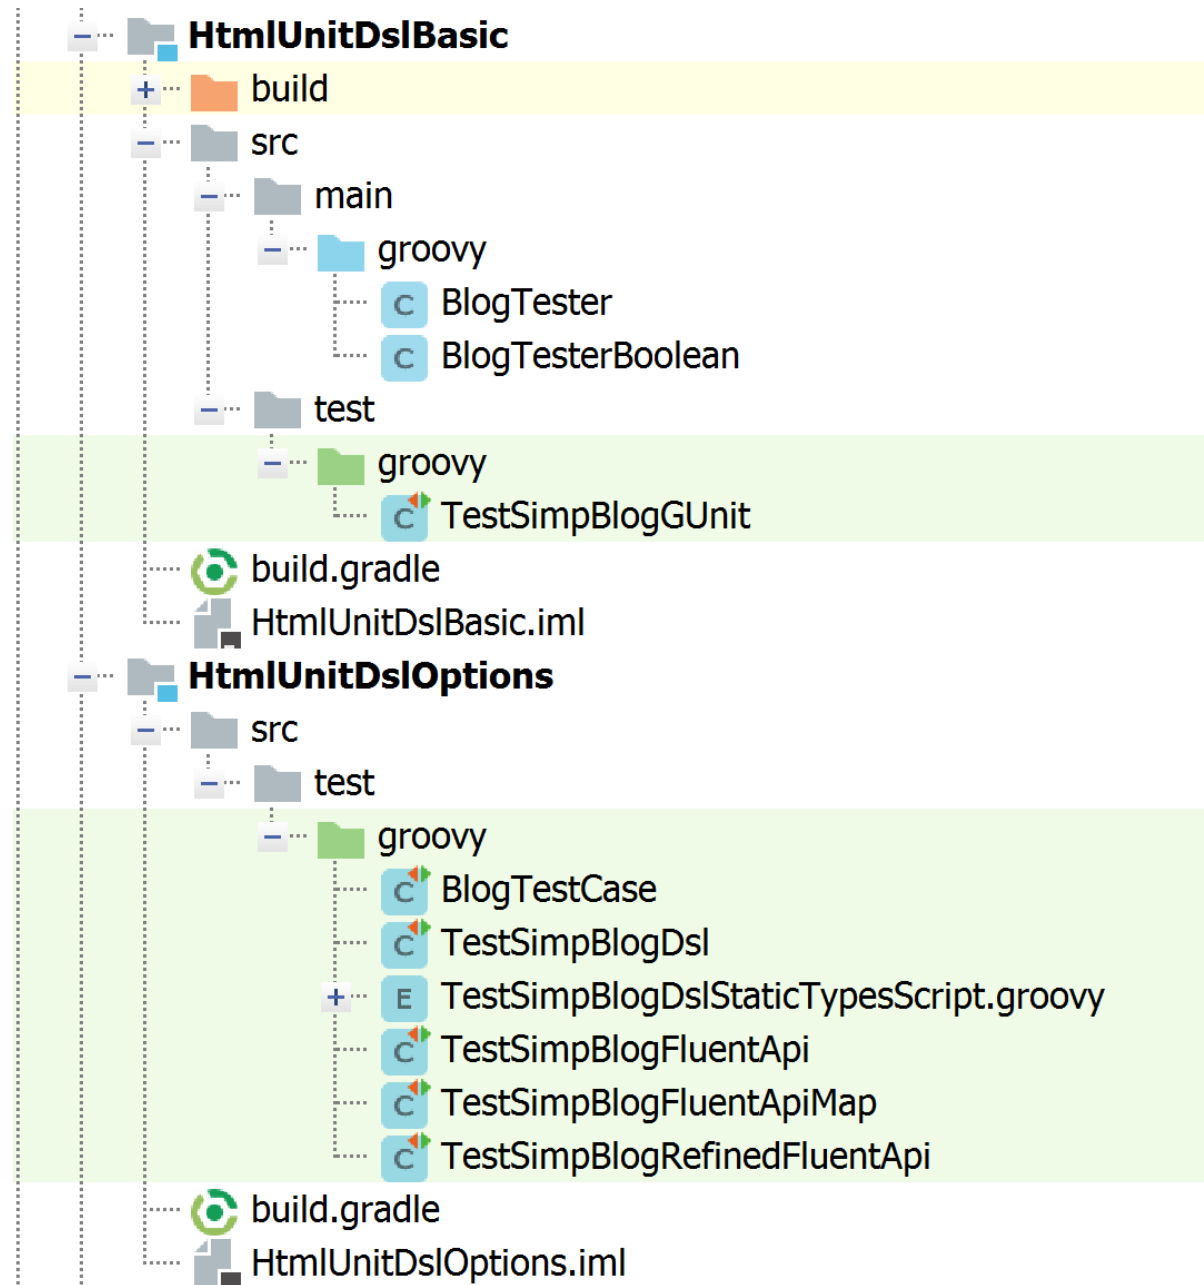 HtmlUnitDslBasic
build
src
main
groovy
C BlogTester
C BlogTesterBoolean
test
groovy
C TestSimpBlogGUnit
build.gradle
HtmlUnitDslBasic.iml
HtmlUnitDslOptions
src
test
groovy
C BlogTestCase
C TestSimpBlogDsl
E TestSimpBlogDslStaticTypesScript.groovy
C TestSimpBlogFluentApi
C TestSimpBlogFluentApiMap
C TestSimpBlogRefinedFluentApi
build.gradle
HtmlUnitDslOptions.iml